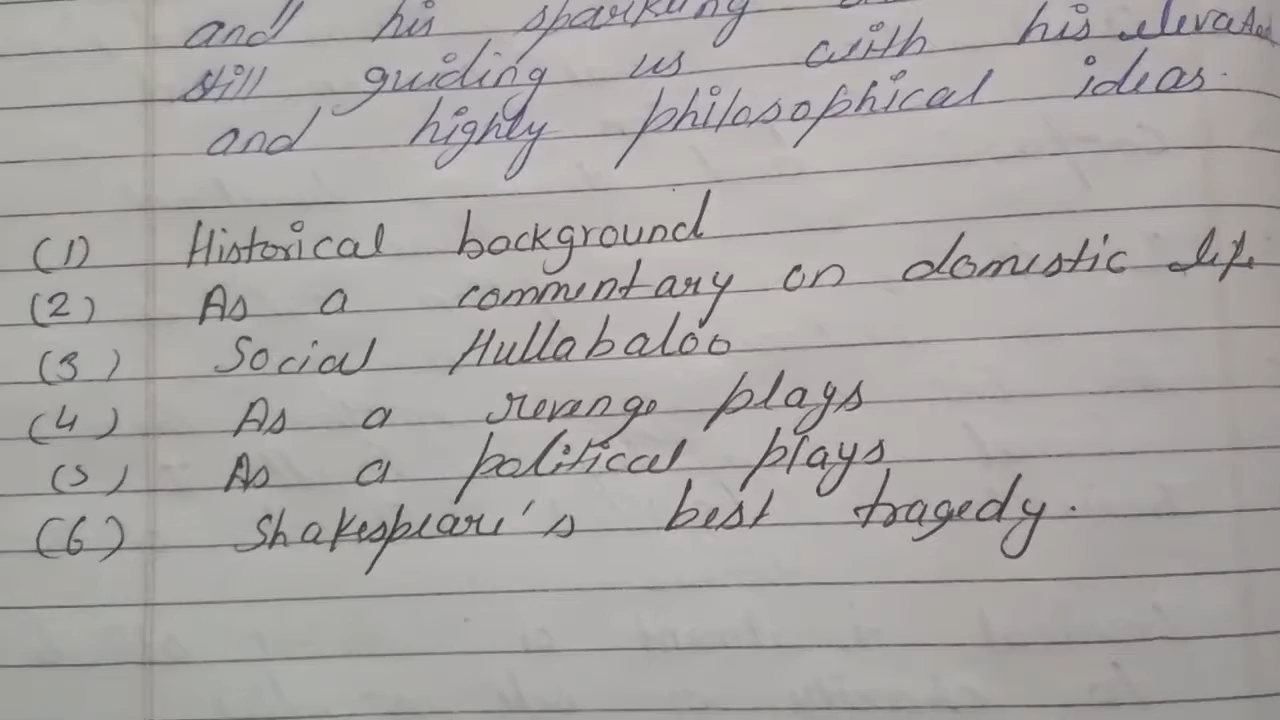 and his sparkling
still guiding us with his elevated
and highly philosophical ideas.
(1) Historical background
(2) As a commentary on domestic life
(3) Social Hullabaloo
(4) As a revenge plays
(5) As a political plays
(6) Shakespeare's best tragedy.